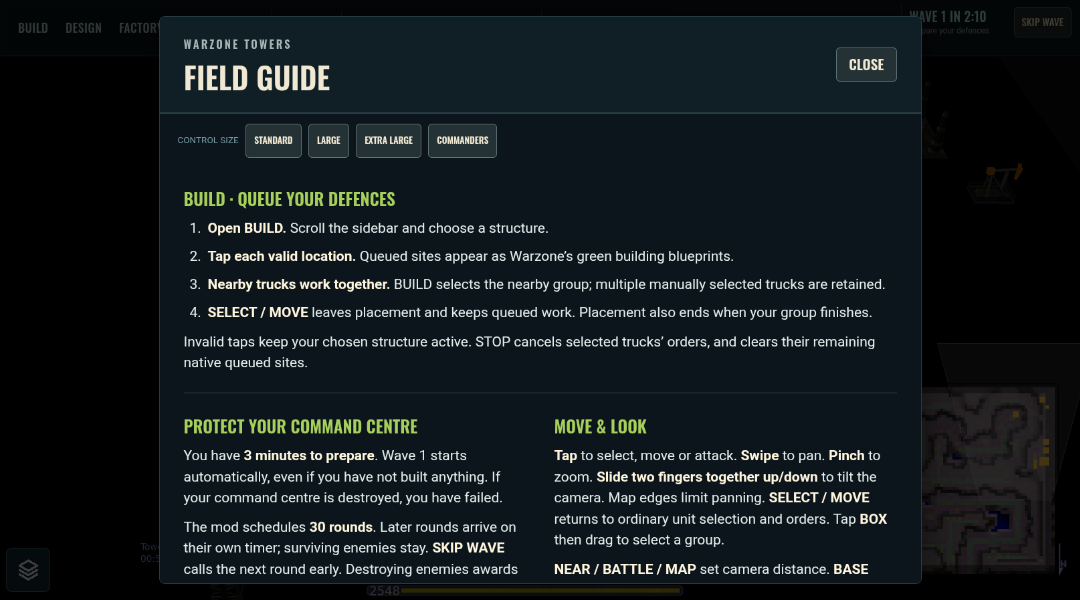 BUILD DESIGN FACTORY
WAVE 1 IN 2:10
SKIP WAVE
WARZONE TOWERS
FIELD GUIDE
CLOSE
CONTROL SIZE STANDARD LARGE EXTRA LARGE COMMANDERS
BUILD · QUEUE YOUR DEFENCES
1. Open BUILD. Scroll the sidebar and choose a structure.
2. Tap each valid location. Queued sites appear as Warzone’s green building blueprints.
3. Nearby trucks work together. BUILD selects the nearby group; multiple manually selected trucks are retained.
4. SELECT / MOVE leaves placement and keeps queued work. Placement also ends when your group finishes.
Invalid taps keep your chosen structure active. STOP cancels selected trucks’ orders, and clears their remaining
native queued sites.
PROTECT YOUR COMMAND CENTRE
You have 3 minutes to prepare. Wave 1 starts
automatically, even if you have not built anything. If
your command centre is destroyed, you have failed.
The mod schedules 30 rounds. Later rounds arrive on
their own timer; surviving enemies stay. SKIP WAVE
calls the next round early. Destroying enemies awards
MOVE & LOOK
Tap to select, move or attack. Swipe to pan. Pinch to
zoom. Slide two fingers together up/down to tilt the
camera. Map edges limit panning. SELECT / MOVE
returns to ordinary unit selection and orders. Tap BOX
then drag to select a group.
NEAR / BATTLE / MAP set camera distance. BASE
your defences
2548